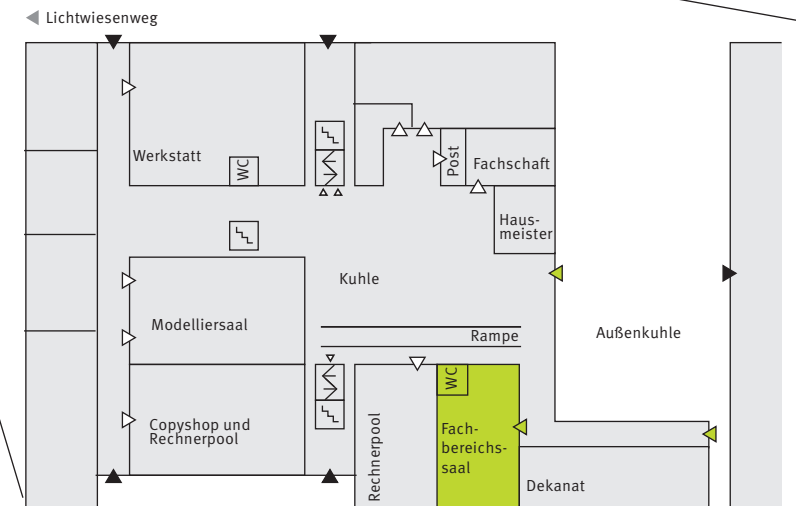 Lichtwiesenweg
Werkstatt
WC
Post
Fachschaft
Haus-
meister
Kuhle
Modelliersaal
Rampe
Außenkuhle
Copyshop und
Rechnerpool
Rechnerpool
WC
Fach-
bereichs-
saal
Dekanat